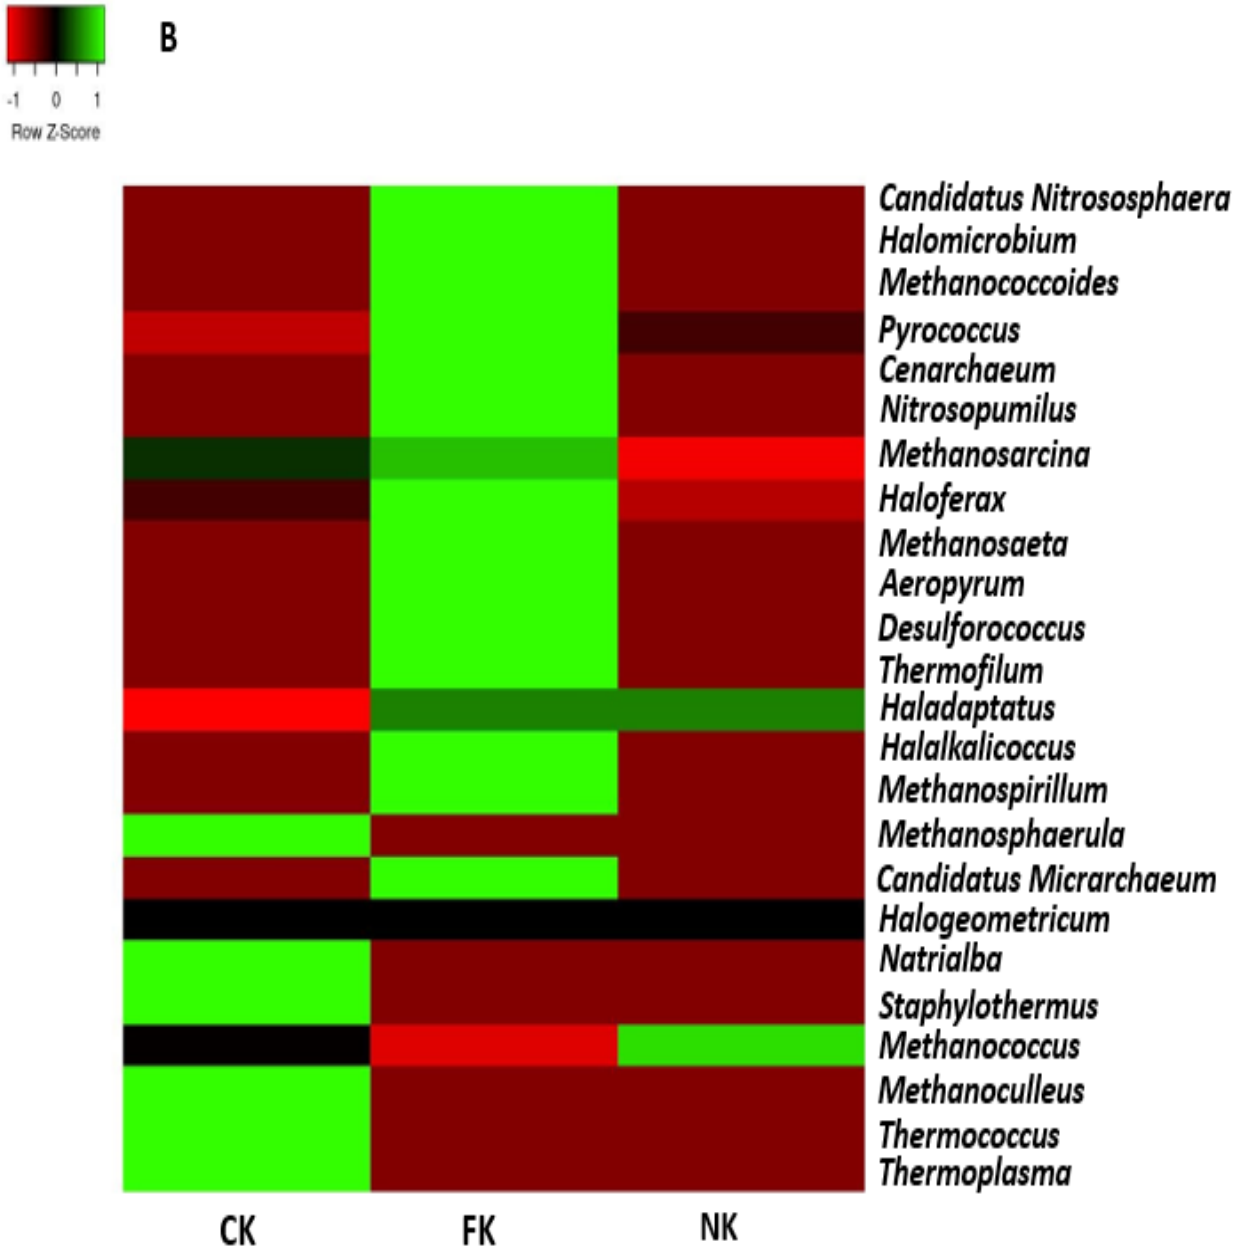 B
-1 0 1
Row Z-Score
Candidatus Nitrososphaera
Halomicrobium
Methanococcoides
Pyrococcus
Cenarchaeum
Nitrosopumilus
Methanosarcina
Haloferax
Methanosaeta
Aeropyrum
Desulforococcus
Thermofilum
Haladaptatus
Halalkalicoccus
Methanospirillum
Methanosphaerula
Candidatus Micrarchaeum
Halogeometricum
Natrialba
Staphylothermus
Methanococcus
Methanoculleus
Thermococcus
Thermoplasma
CK FK NK